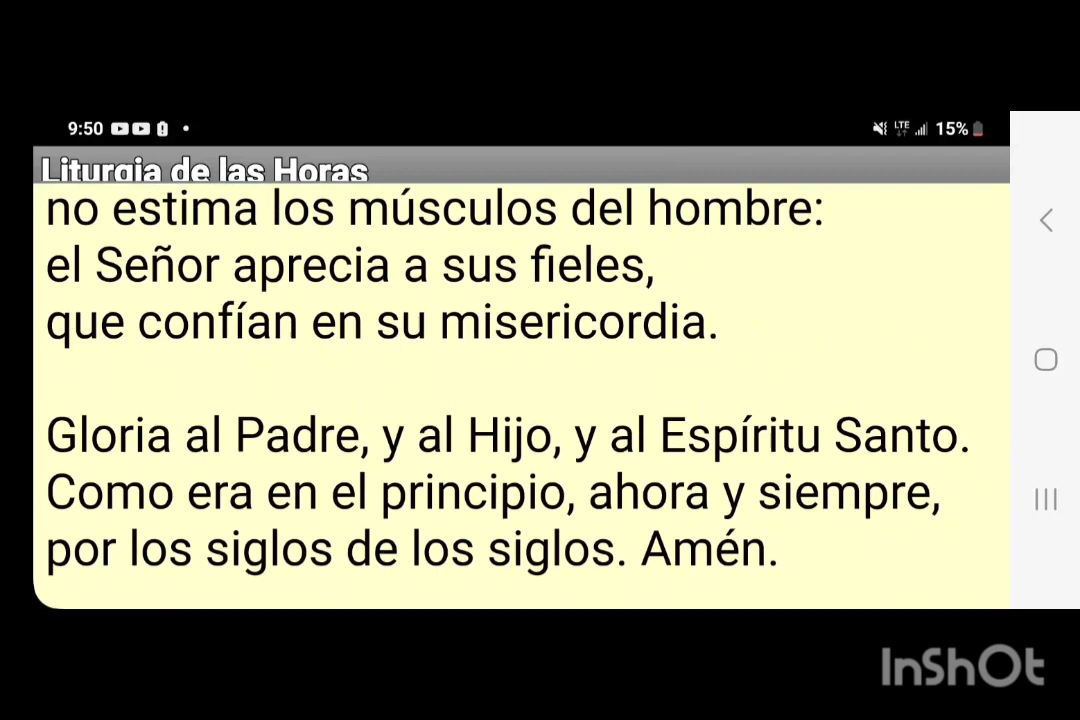 9:50
LTE 15%
Liturgia de las Horas
no estima los músculos del hombre:
el Señor aprecia a sus fieles,
que confían en su misericordia.
Gloria al Padre, y al Hijo, y al Espíritu Santo.
Como era en el principio, ahora y siempre,
por los siglos de los siglos. Amén.
InShOt